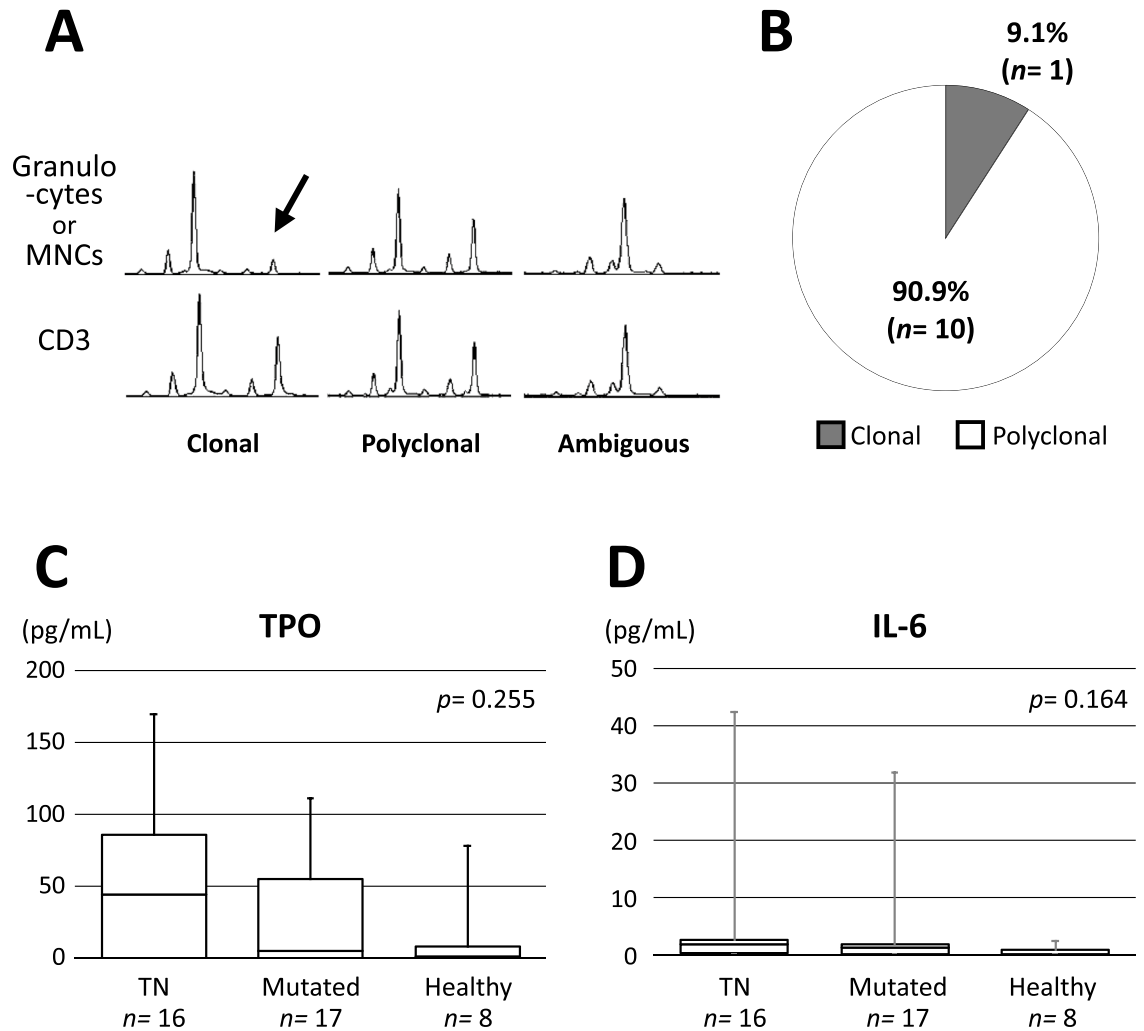 A
Granulo
-cytes
or
MNCs
CD3
Clonal
Polyclonal
Ambiguous
B
9.1%
(n= 1)
90.9%
(n= 10)
Clonal
Polyclonal
C
(pg/mL)
TPO
200
p= 0.255
150
100
50
0
TN
Mutated
Healthy
n= 16
n= 17
n= 8
D
(pg/mL)
IL-6
50
p= 0.164
40
30
20
10
0
TN
Mutated
Healthy
n= 16
n= 17
n= 8